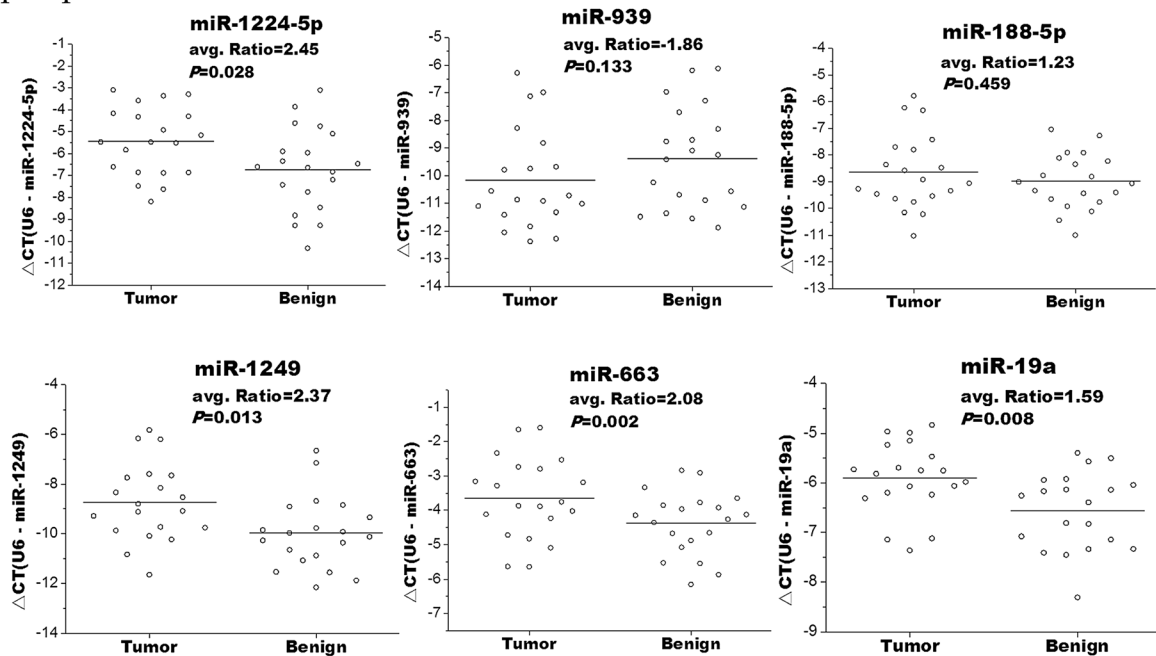 miR-1224-5p
avg. Ratio=2.45
P=0.028
△CT(U6 - miR-1224-5p)
-1
-2
-3
-4
-5
-6
-7
-8
-9
-10
-11
-12
Tumor Benign
miR-939
avg. Ratio=-1.86
P=0.133
△CT(U6 - miR-939)
-5
-6
-7
-8
-9
-10
-11
-12
-13
-14
Tumor Benign
miR-188-5p
avg. Ratio=1.23
P=0.459
△CT(U6 - miR-188-5p)
-4
-5
-6
-7
-8
-9
-10
-11
-12
-13
Tumor Benign
miR-1249
avg. Ratio=2.37
P=0.013
△CT(U6 - miR-1249)
-4
-6
-8
-10
-12
-14
Tumor Benign
miR-663
avg. Ratio=2.08
P=0.002
△CT(U6 - miR-663)
-1
-2
-3
-4
-5
-6
-7
Tumor Benign
miR-19a
avg. Ratio=1.59
P=0.008
△CT(U6 - miR-19a)
-4
-5
-6
-7
-8
-9
Tumor Benign